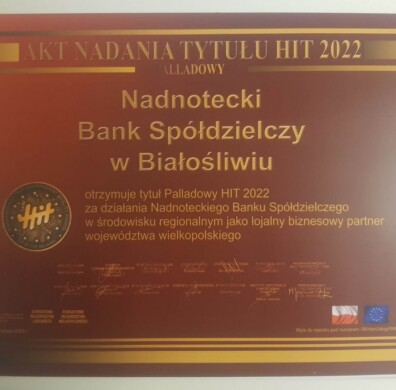 AKT NADANIA TYTUŁU HIT 2022
PALLADOWY
Nadnotecki
Bank Spółdzielczy
w Białośliwiu
Hit
otrzymuje tytuł Palladowy HIT 2022
za działania Nadnoteckiego Banku Spółdzielczego
w środowisku regionalnym jako lojalny biznesowy partner
województwa wielkopolskiego